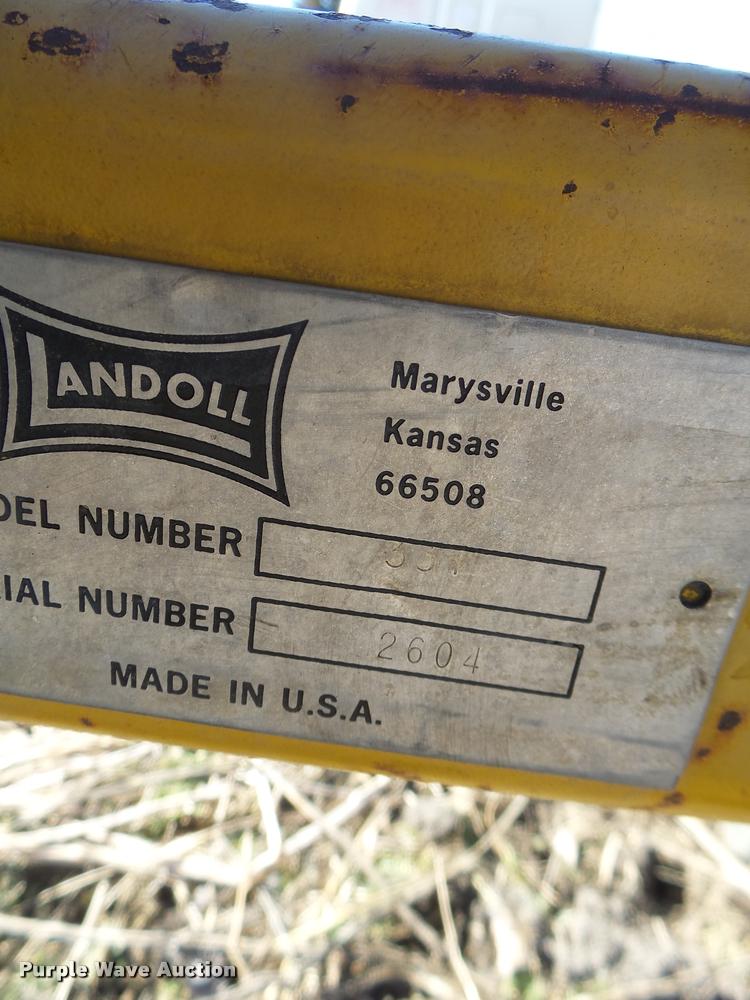 LANDOLL
Marysville
Kansas
66508
DEL NUMBER
IAL NUMBER 2604
MADE IN U.S.A.
Purple Wave Auction